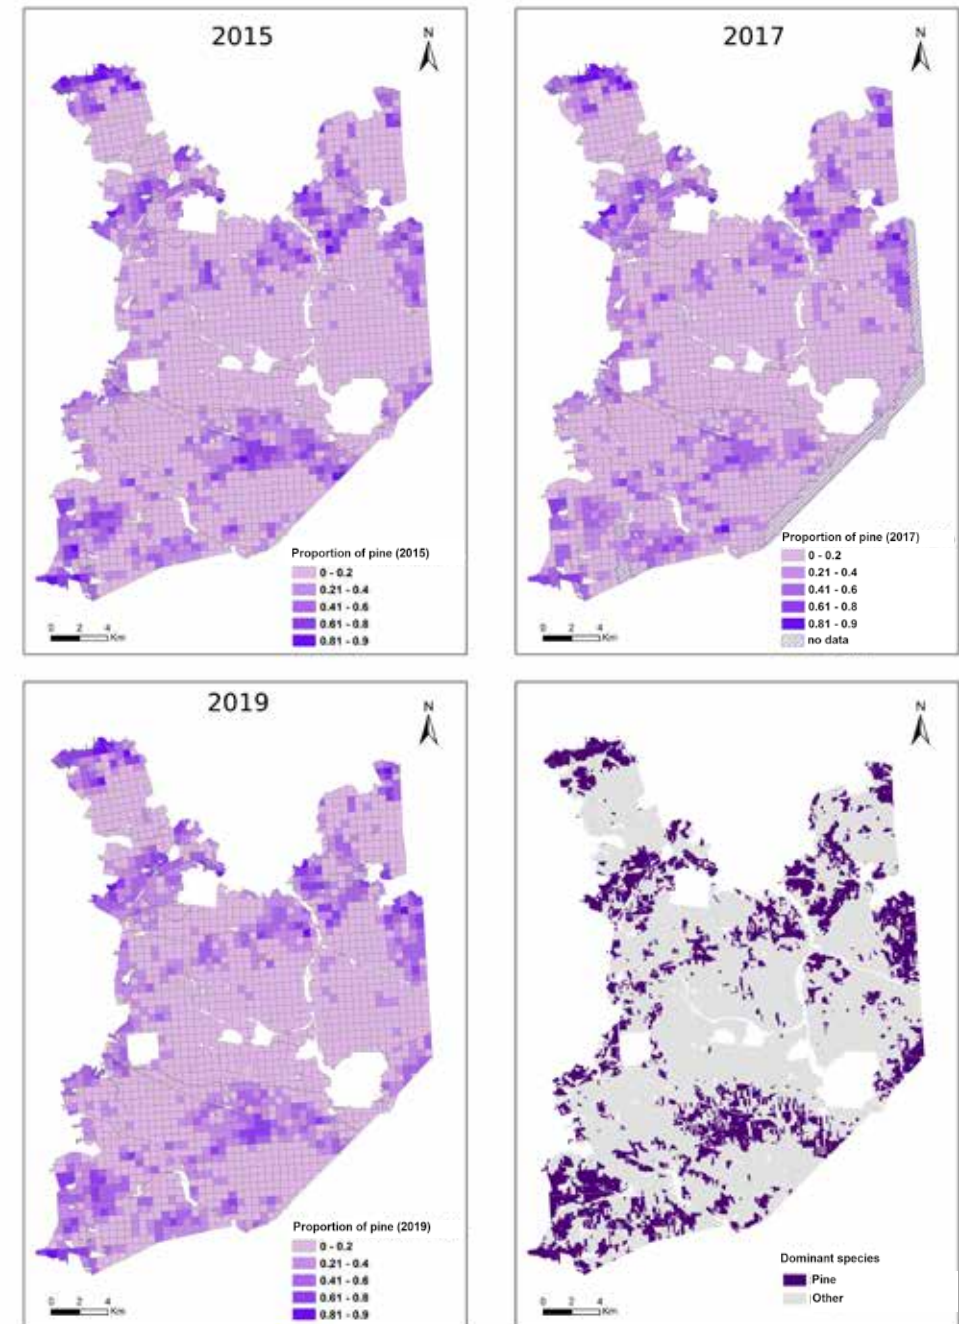 2015
N
Proportion of pine (2015)
0 - 0.2
0.21 - 0.4
0.41 - 0.6
0.61 - 0.8
0.81 - 0.9
0 2 4
Km
2017
N
Proportion of pine (2017)
0 - 0.2
0.21 - 0.4
0.41 - 0.6
0.61 - 0.8
0.81 - 0.9
no data
0 2 4
Km
2019
N
Proportion of pine (2019)
0 - 0.2
0.21 - 0.4
0.41 - 0.6
0.61 - 0.8
0.81 - 0.9
0 2 4
Km
N
Dominant species
Pine
Other
0 2 4
Km